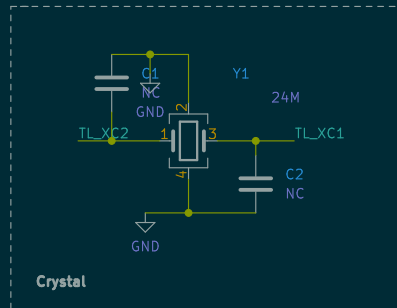 C1
NC
GND
Y1
24M
2
TL_XC2
1
3
TL_XC1
4
C2
NC
GND
Crystal